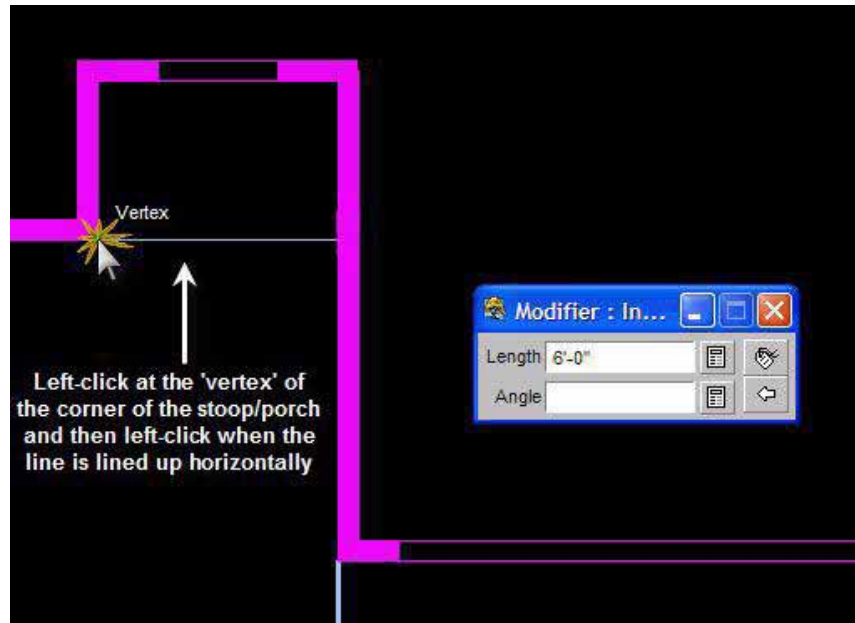 Vertex
Left-click at the 'vertex' of
the corner of the stoop/porch
and then left-click when the
line is lined up horizontally
Modifier : In...
Length 6'-0"
Angle